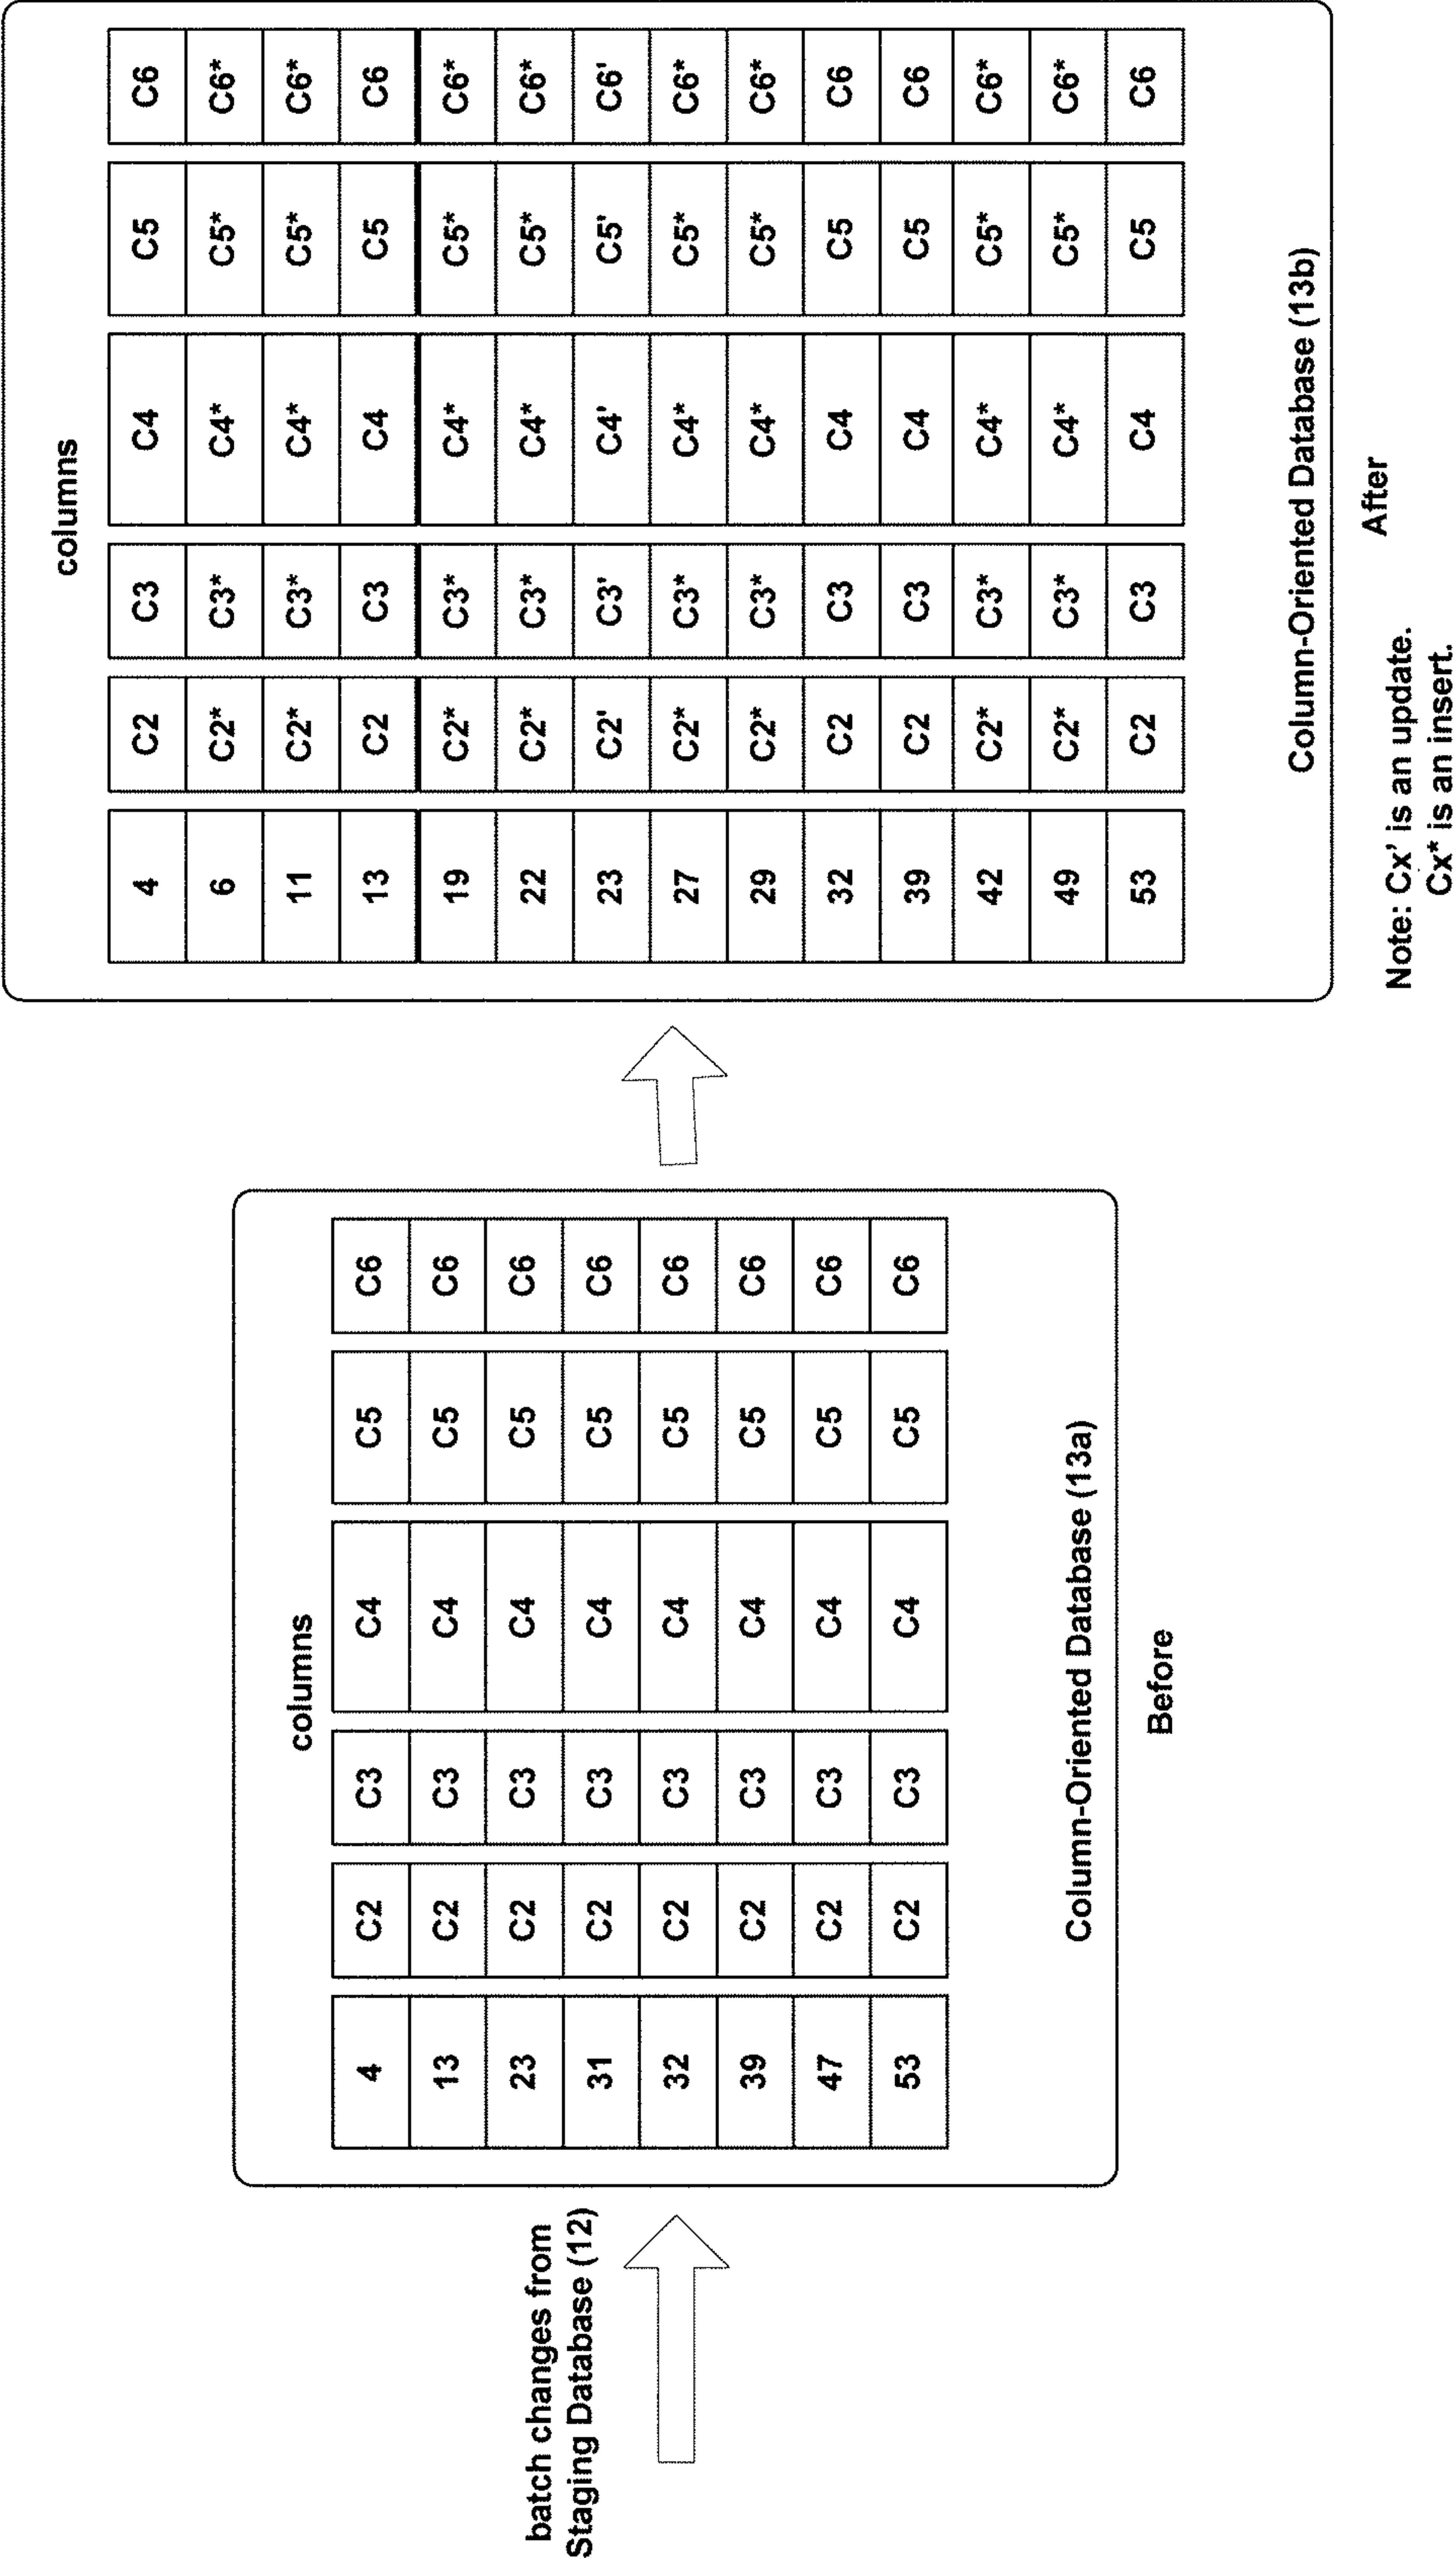 batch changes from
Staging Database (12)
columns
4 C2 C3 C4 C5 C6
13 C2 C3 C4 C5 C6
23 C2 C3 C4 C5 C6
31 C2 C3 C4 C5 C6
32 C2 C3 C4 C5 C6
39 C2 C3 C4 C5 C6
47 C2 C3 C4 C5 C6
53 C2 C3 C4 C5 C6
Column-Oriented Database (13a)
Before
columns
4 C2 C3 C4 C5 C6
6 C2* C3* C4* C5* C6*
11 C2* C3* C4* C5* C6*
13 C2 C3 C4 C5 C6
19 C2* C3* C4* C5* C6*
22 C2* C3* C4* C5* C6*
23 C2' C3' C4' C5' C6'
27 C2* C3* C4* C5* C6*
29 C2* C3* C4* C5* C6*
32 C2 C3 C4 C5 C6
39 C2 C3 C4 C5 C6
42 C2* C3* C4* C5* C6*
49 C2* C3* C4* C5* C6*
53 C2 C3 C4 C5 C6
Column-Oriented Database (13b)
After
Note: Cx' is an update.
Cx* is an insert.